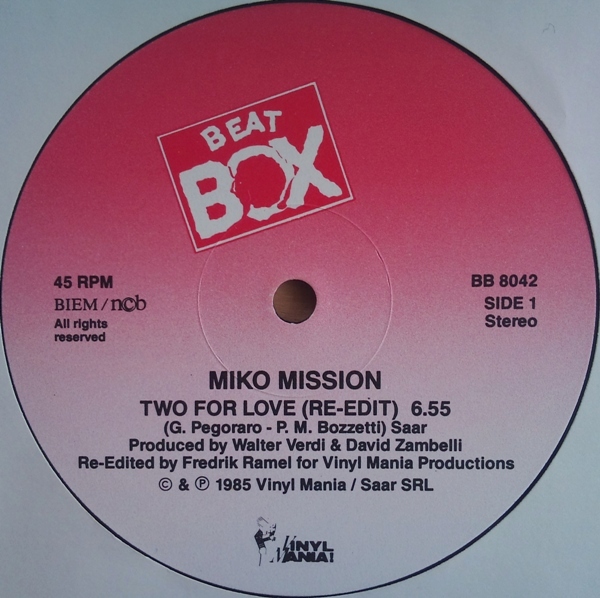 BEAT
BOX
45 RPM
BIEM / ncb
All rights
reserved
BB 8042
SIDE 1
Stereo
MIKO MISSION
TWO FOR LOVE (RE-EDIT) 6.55
(G. Pegoraro - P. M. Bozzetti) Saar
Produced by Walter Verdi & David Zambelli
Re-Edited by Fredrik Ramel for Vinyl Mania Productions
© & ℗ 1985 Vinyl Mania / Saar SRL
VINYL
MANIA!